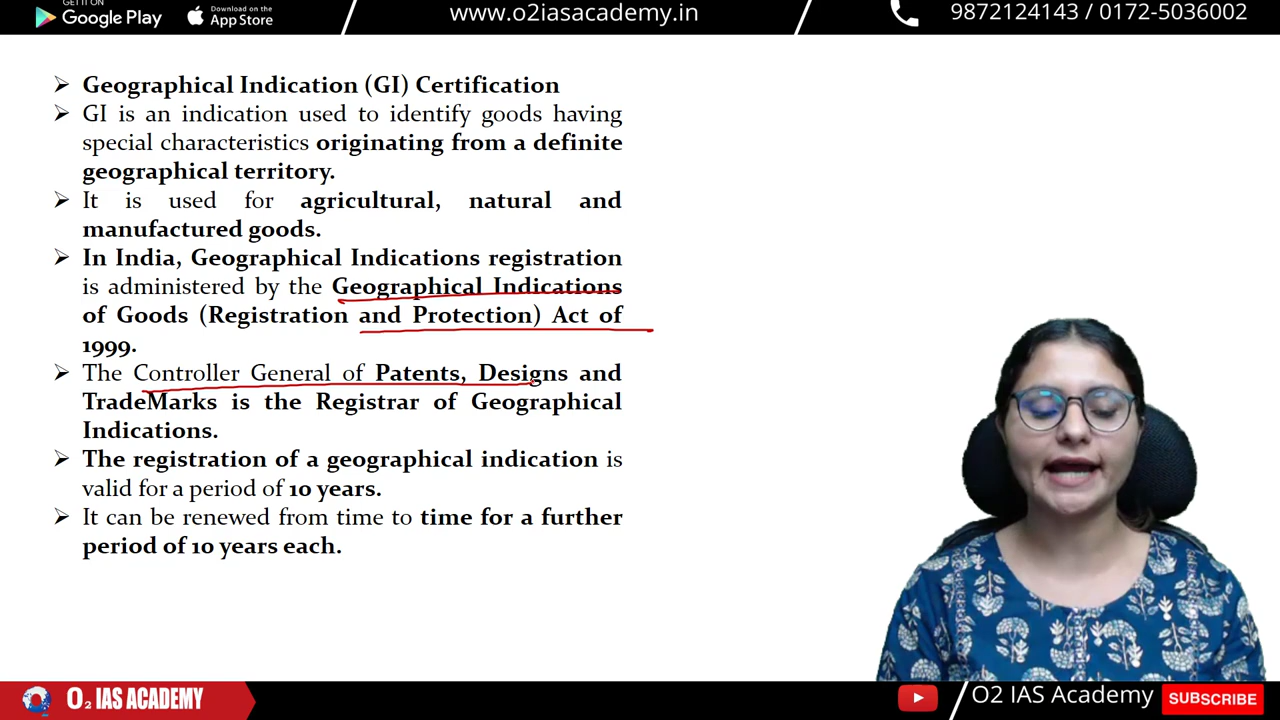 GET IT ON
Google Play
Download on the
App Store
www.o2iasacademy.in
9872124143 / 0172-5036002
➢ Geographical Indication (GI) Certification
➢ GI is an indication used to identify goods having
special characteristics originating from a definite
geographical territory.
➢ It is used for agricultural, natural and
manufactured goods.
➢ In India, Geographical Indications registration
is administered by the Geographical Indications
of Goods (Registration and Protection) Act of
1999.
➢ The Controller General of Patents, Designs and
TradeMarks is the Registrar of Geographical
Indications.
➢ The registration of a geographical indication is
valid for a period of 10 years.
➢ It can be renewed from time to time for a further
period of 10 years each.
O2 IAS ACADEMY
O2 IAS Academy
SUBSCRIBE